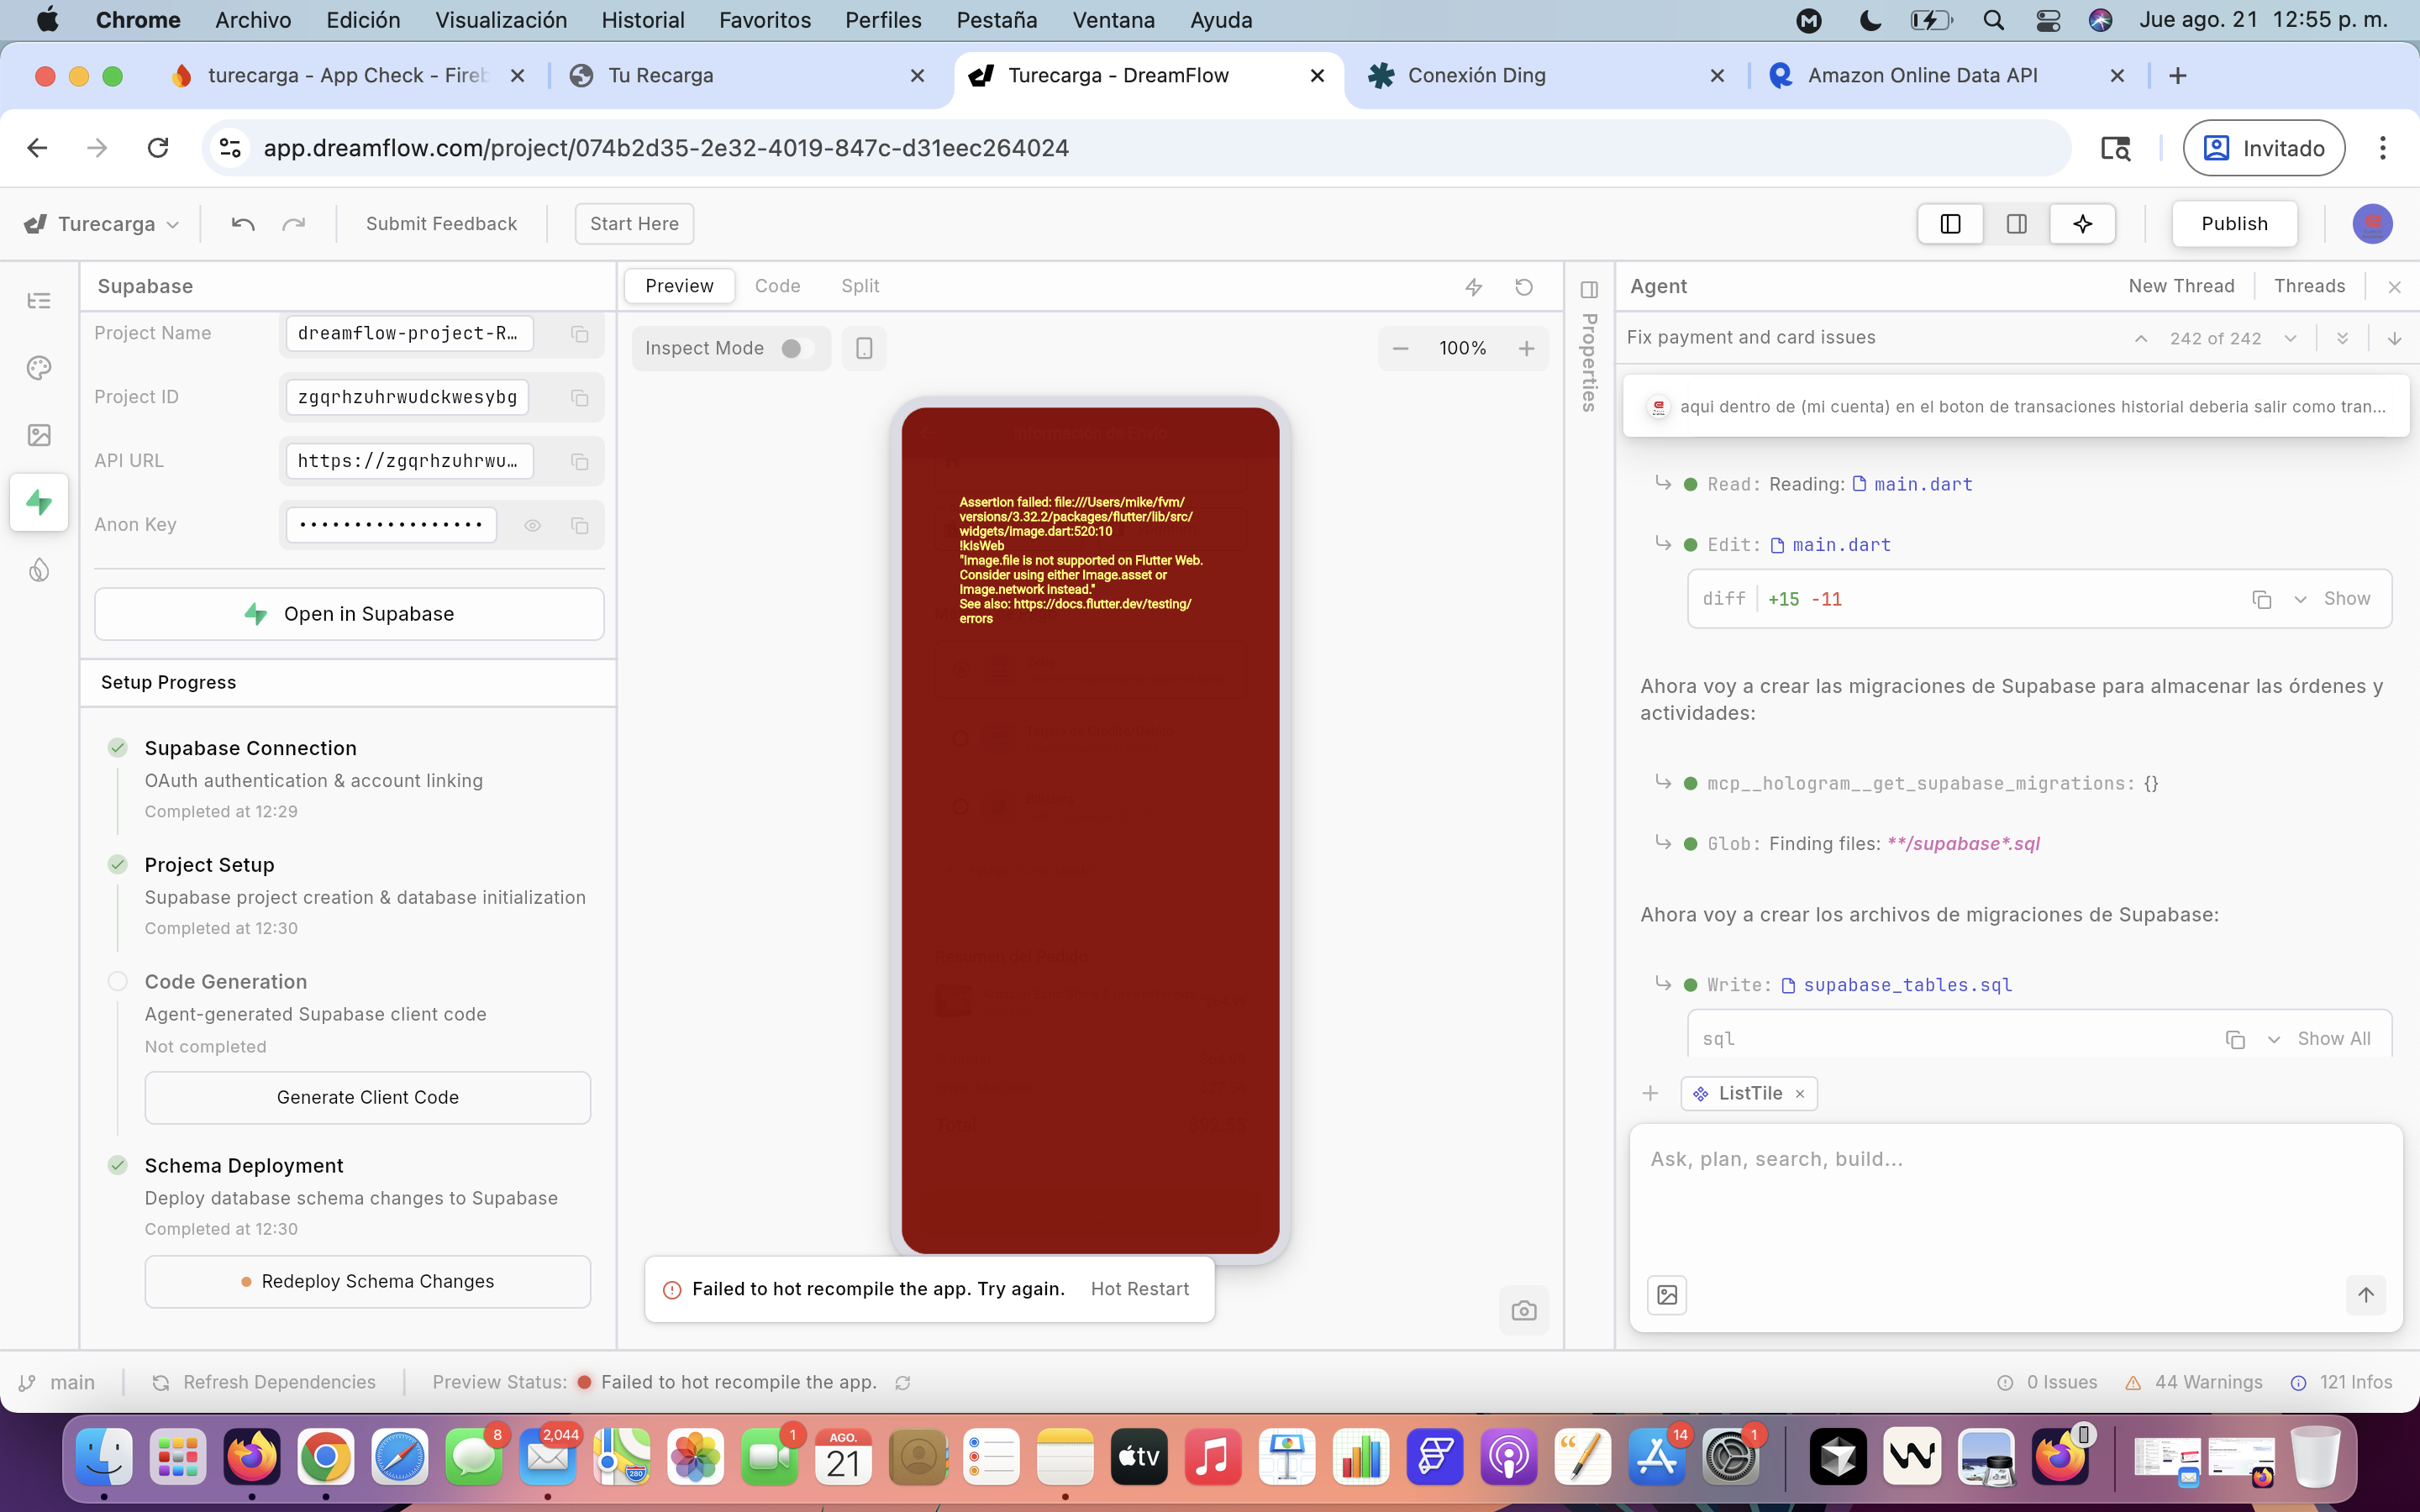 Chrome Archivo Edición Visualización Historial Favoritos Perfiles Pestaña Ventana Ayuda Jue ago. 21 12:55 p. m.
turecarga - App Check - Fireb Tu Recarga Turecarga - DreamFlow Conexión Ding Amazon Online Data API
app.dreamflow.com/project/074b2d35-2e32-4019-847c-d31eec264024 Invitado
Turecarga Submit Feedback Start Here Publish
Supabase
Project Name dreamflow-project-R…
Project ID zgqrhzuhrwudckwesybg
API URL https://zgqrhzuhrwu…
Anon Key •••••••••••••••••
Open in Supabase
Setup Progress
Supabase Connection
OAuth authentication & account linking
Completed at 12:29
Project Setup
Supabase project creation & database initialization
Completed at 12:30
Code Generation
Agent-generated Supabase client code
Not completed
Generate Client Code
Schema Deployment
Deploy database schema changes to Supabase
Completed at 12:30
Redeploy Schema Changes
Preview Code Split
Inspect Mode 100%
Información de Envío
Assertion failed: file:///Users/mike/fvm/
versions/3.32.2/packages/flutter/lib/src/
widgets/image.dart:520:10
!kIsWeb
"Image.file is not supported on Flutter Web.
Consider using either Image.asset or
Image.network instead."
See also: https://docs.flutter.dev/testing/
errors
Resumen del Pedido
Total
Failed to hot recompile the app. Try again. Hot Restart
Properties
Agent New Thread Threads
Fix payment and card issues 242 of 242
aqui dentro de (mi cuenta) en el boton de transaciones historial deberia salir como tran...
Read: Reading: main.dart
Edit: main.dart
diff +15 -11 Show
Ahora voy a crear las migraciones de Supabase para almacenar las órdenes y
actividades:
mcp__hologram__get_supabase_migrations: {}
Glob: Finding files: **/supabase*.sql
Ahora voy a crear los archivos de migraciones de Supabase:
Write: supabase_tables.sql
sql Show All
ListTile
Ask, plan, search, build...
main Refresh Dependencies Preview Status: Failed to hot recompile the app. 0 Issues 44 Warnings 121 Infos
8 2,044 1 AGO. 21 tv 14 1
280